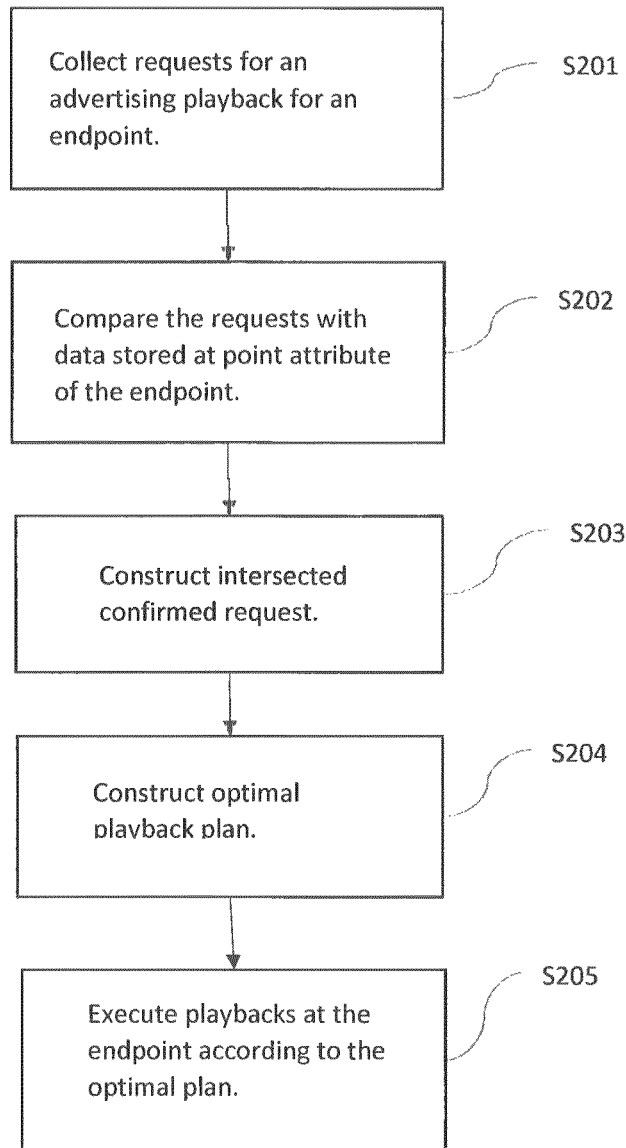 Collect requests for an
advertising playback for an
endpoint.
S201
Compare the requests with
data stored at point attribute
of the endpoint.
S202
Construct intersected
confirmed request.
S203
Construct optimal
playback plan.
S204
Execute playbacks at the
endpoint according to the
optimal plan.
S205